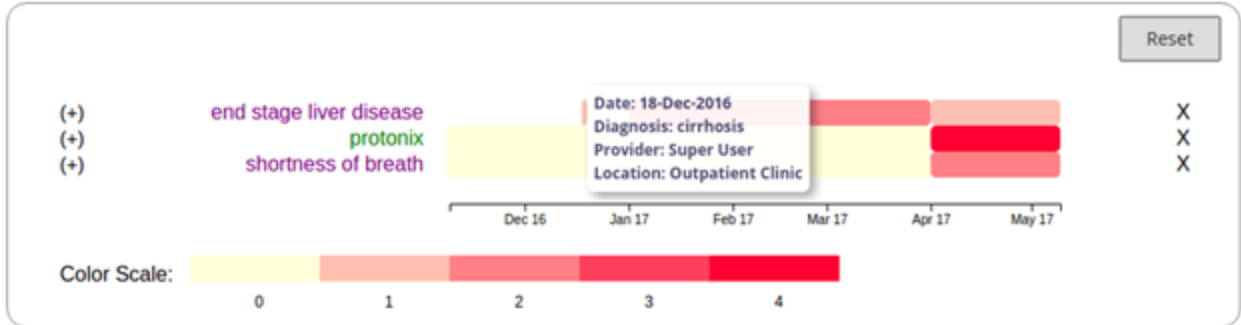 Reset
(+) end stage liver disease X
(+) protonix X
(+) shortness of breath X
Date: 18-Dec-2016
Diagnosis: cirrhosis
Provider: Super User
Location: Outpatient Clinic
Dec 16 Jan 17 Feb 17 Mar 17 Apr 17 May 17
Color Scale:
0 1 2 3 4